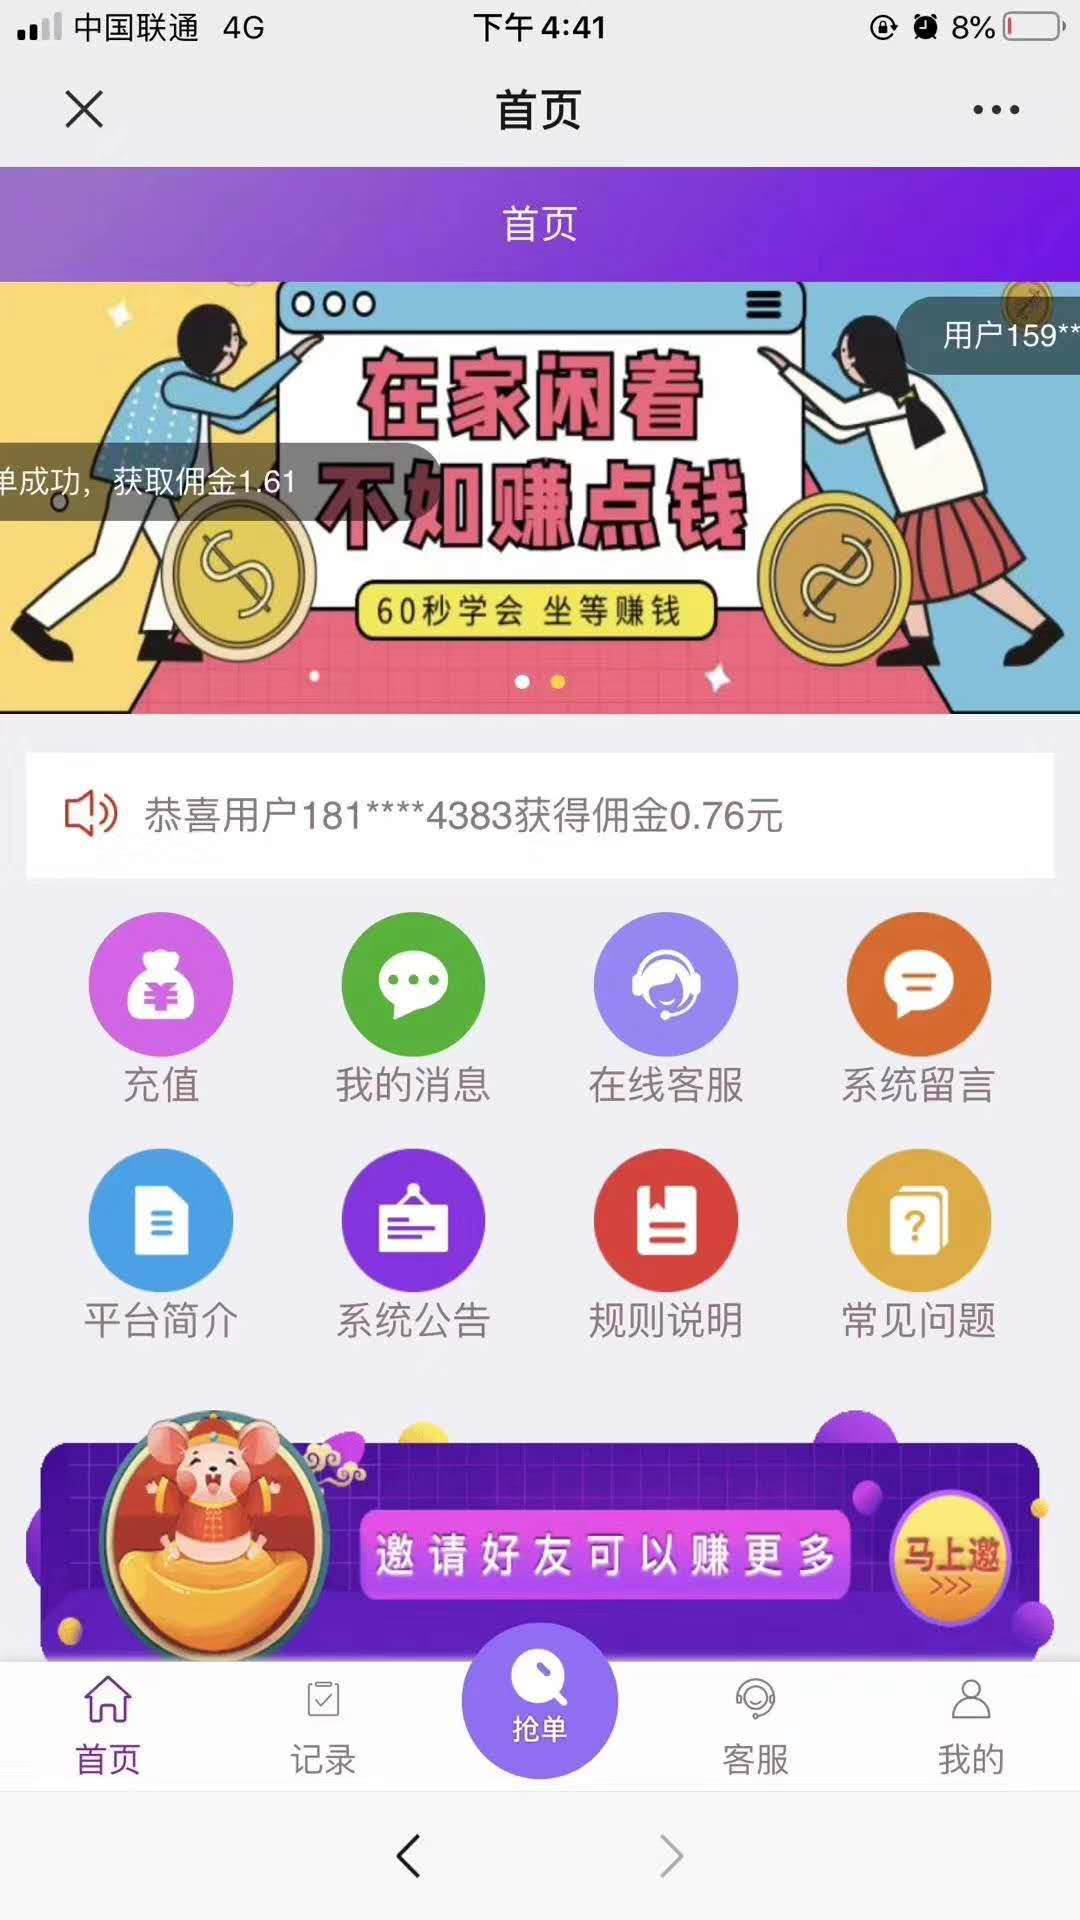 中国联通 4G 下午4:41 8%
首页
首页
用户159**
在家闲着
单成功，获取佣金1.61
不如赚点钱
60秒学会 坐等赚钱
恭喜用户181****4383获得佣金0.76元
充值 我的消息 在线客服 系统留言
平台简介 系统公告 规则说明 常见问题
邀请好友可以赚更多
马上邀
>>>
抢单
首页 记录 客服 我的